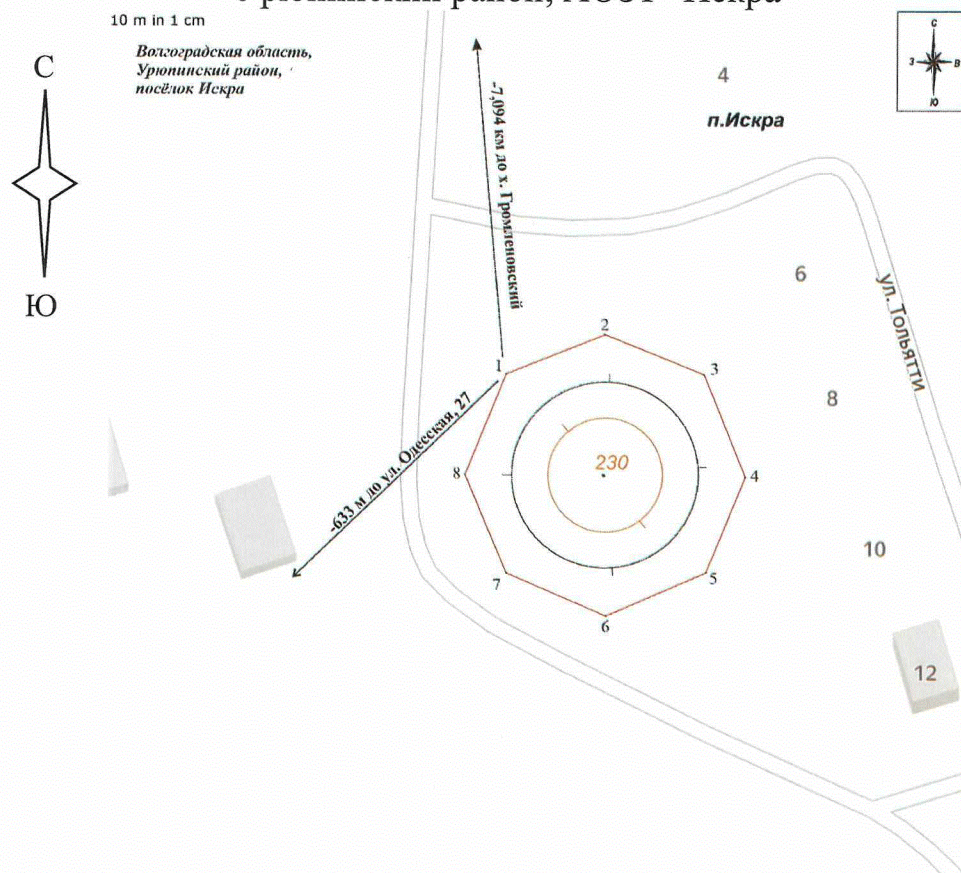 10 m in 1 cm
Волгоградская область,
Урюпинский район,
посёлок Искра
С
Ю
-7,094 км до х. Громленовский
4
п.Искра
С
З
В
Ю
6
ул. Тольятти
8
2
1
3
-633 м до ул. Одесская, 27
8
230
4
10
7
5
6
12